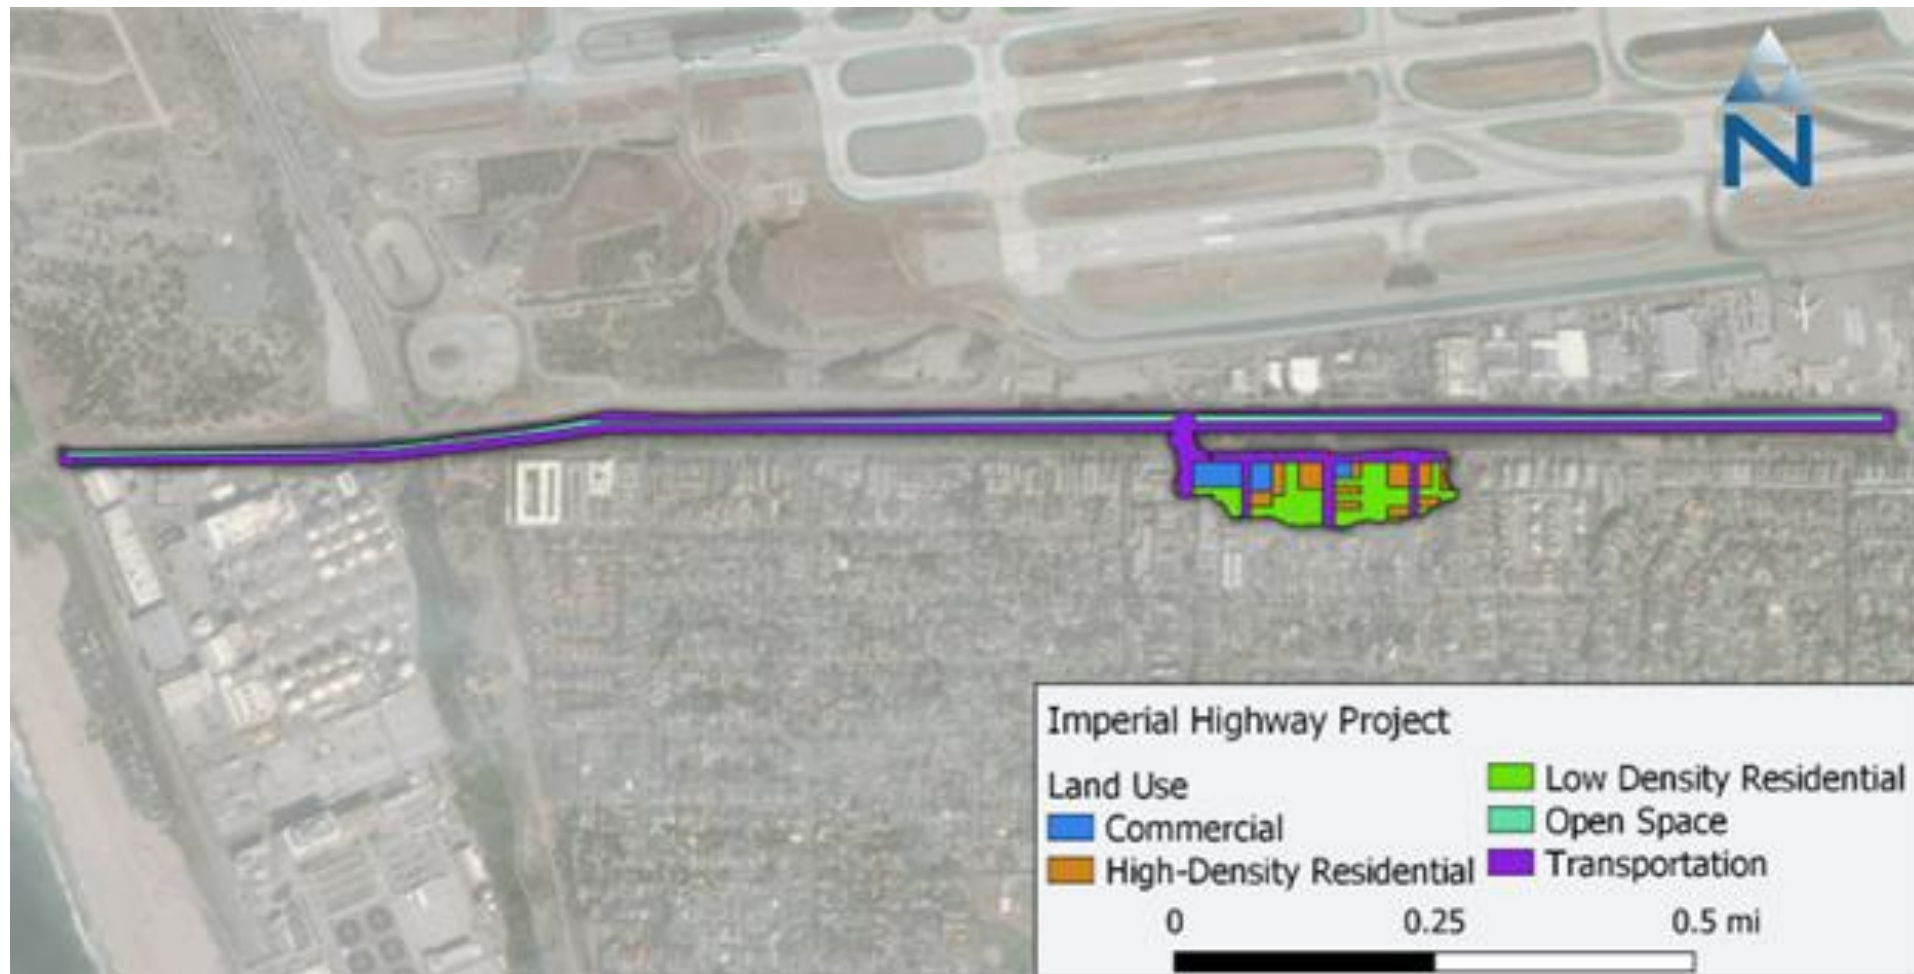 N
Imperial Highway Project
Land Use
Commercial
High-Density Residential
Low Density Residential
Open Space
Transportation
0 0.25 0.5 mi